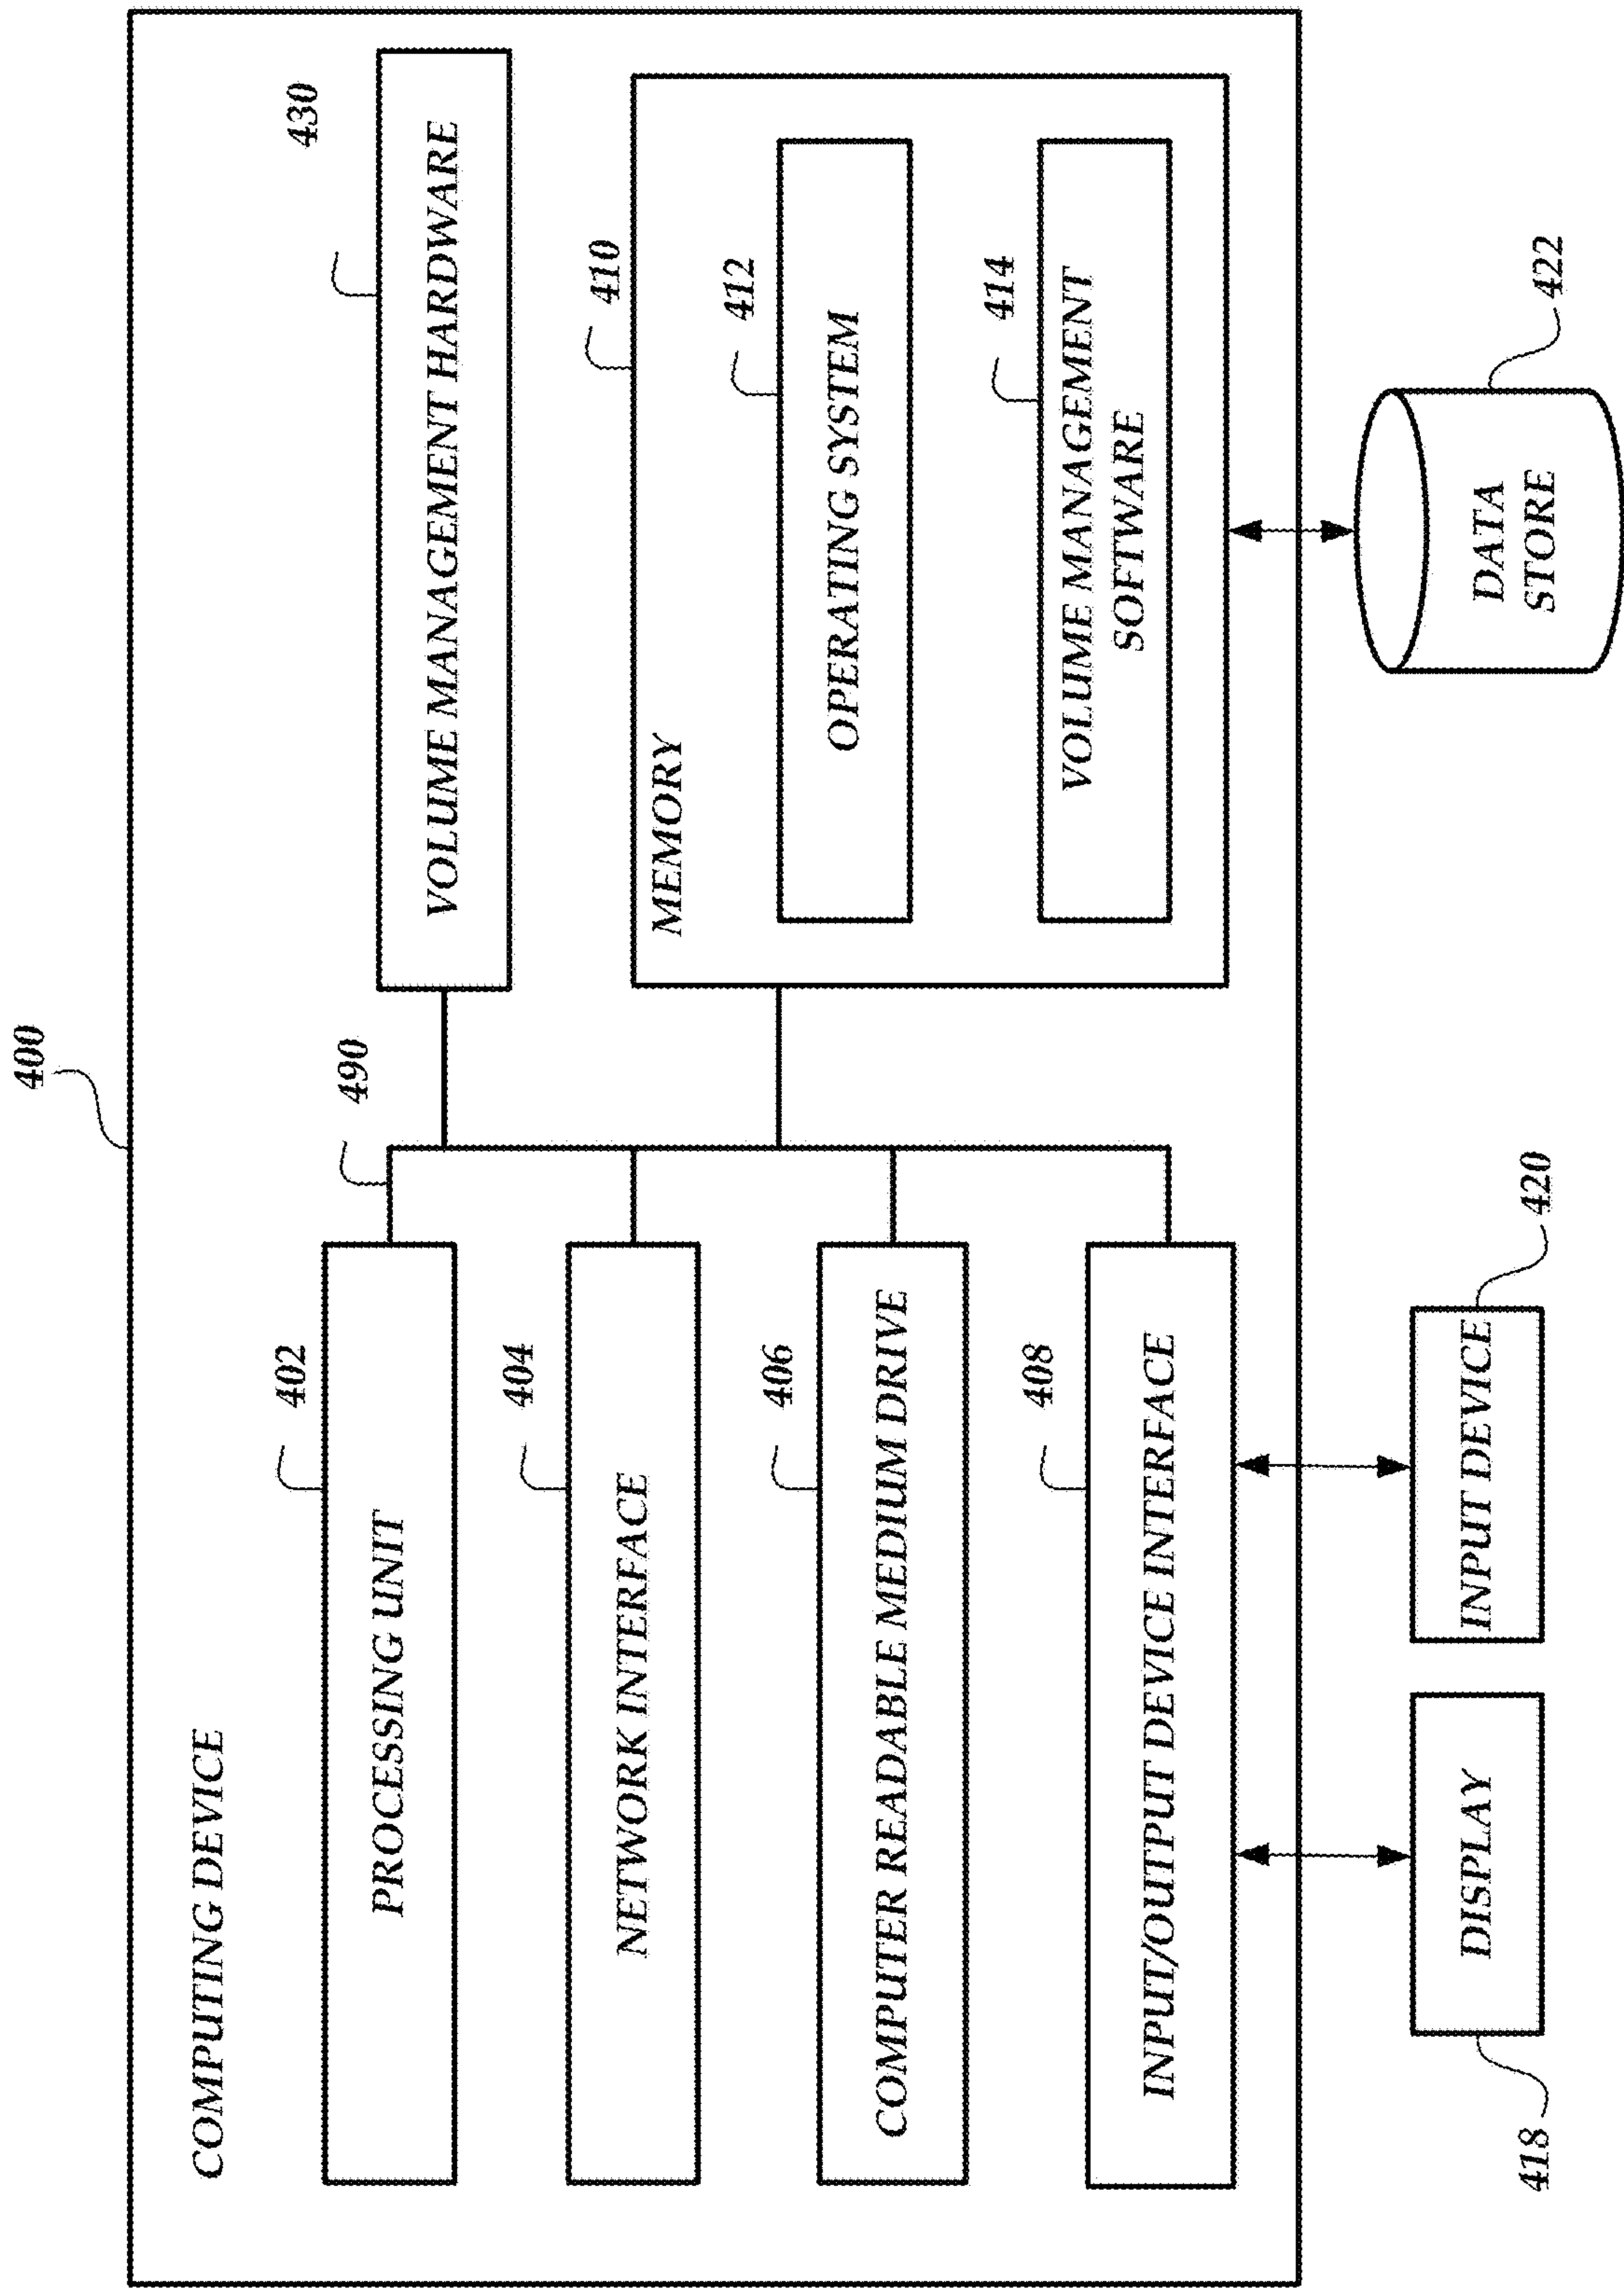 400
COMPUTING DEVICE
402
PROCESSING UNIT
404
NETWORK INTERFACE
406
COMPUTER READABLE MEDIUM DRIVE
408
INPUT/OUTPUT DEVICE INTERFACE
490
430
VOLUME MANAGEMENT HARDWARE
410
MEMORY
412
OPERATING SYSTEM
414
VOLUME MANAGEMENT
SOFTWARE
418
DISPLAY
INPUT DEVICE
420
DATA
STORE
422